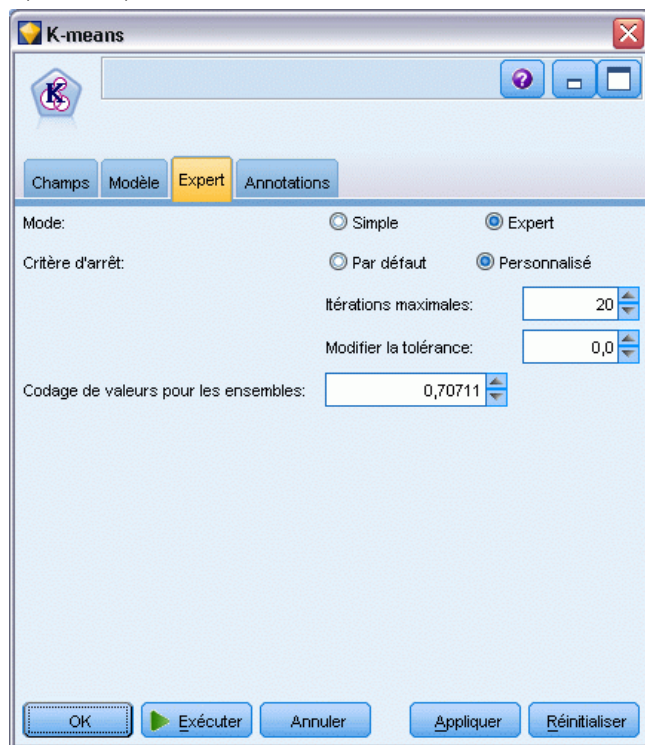 K-means
K
Champs Modèle Expert Annotations
Mode: Simple Expert
Critère d'arrêt: Par défaut Personnalisé
Itérations maximales: 20
Modifier la tolérance: 0,0
Codage de valeurs pour les ensembles: 0,70711
OK Exécuter Annuler Appliquer Réinitialiser